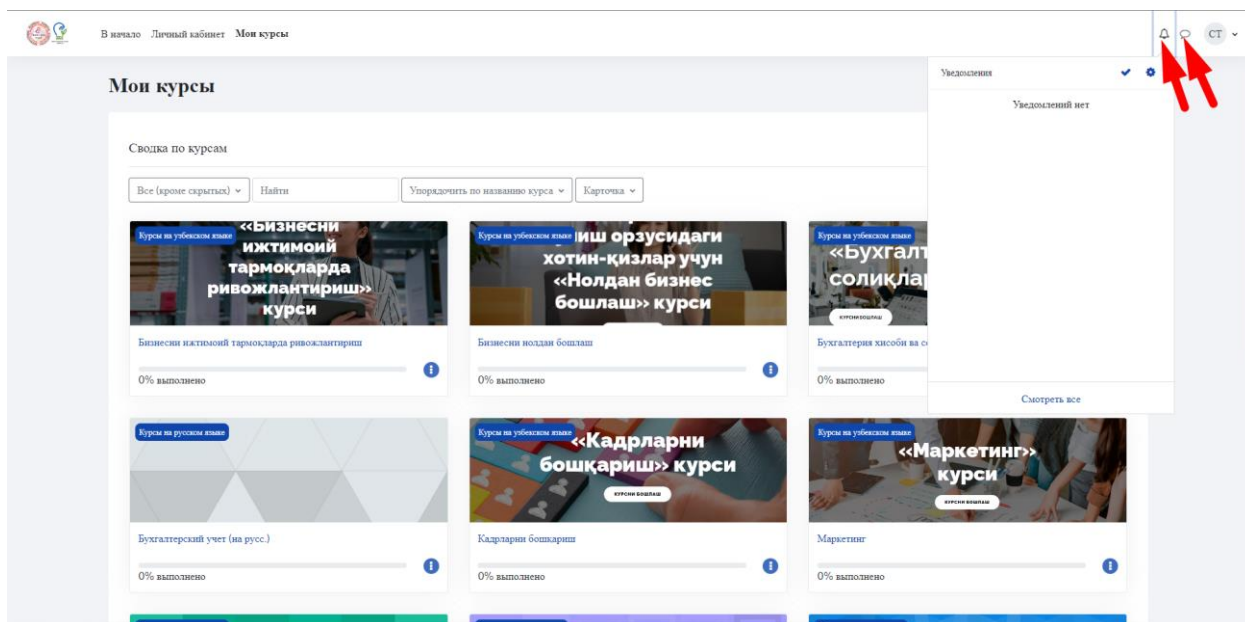 В начало Личный кабинет Мои курсы
СТ
Мои курсы
Уведомления
Уведомлений нет
Смотреть все
Сводка по курсам
Все (кроме скрытых)
Найти
Упорядочить по названию курса
Карточка
Курсы на узбекском языке
«Бизнесни
ижтимоий
тармоқларда
ривожлантириш»
курси
Бизнесни ижтимоий тармоқларда ривожлантириш
0% выполнено
Курсы на узбекском языке
иш орзусидаги
хотин-қизлар учун
«Нолдан бизнес
бошлаш» курси
Бизнесни нолдан бошлаш
0% выполнено
Курсы на узбекском языке
«Бухгалт
солиқла
КУРСНИ БОШЛАШ
Бухгалтерия хисоби ва с
0% выполнено
Курсы на русском языке
Бухгалтерский учет (на русс.)
0% выполнено
Курсы на узбекском языке
«Кадрларни
бошқариш» курси
КУРСНИ БОШЛАШ
Кадрларни бошкариш
0% выполнено
Курсы на узбекском языке
«Маркетинг»
курси
КУРСНИ БОШЛАШ
Маркетинг
0% выполнено